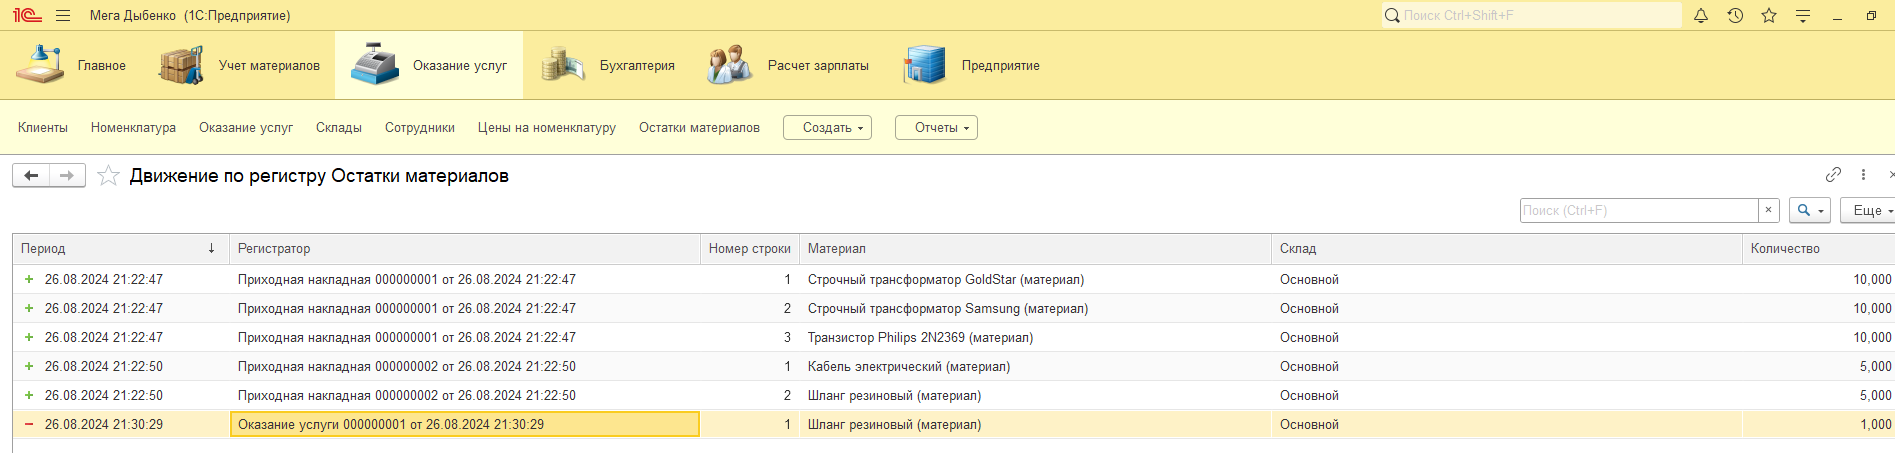 1С Мега Дыбенко (1С:Предприятие) Поиск Ctrl+Shift+F
Главное Учет материалов Оказание услуг Бухгалтерия Расчет зарплаты Предприятие
Клиенты Номенклатура Оказание услуг Склады Сотрудники Цены на номенклатуру Остатки материалов Создать Отчеты
Движение по регистру Остатки материалов
Поиск (Ctrl+F) × Еще
Период ↓ Регистратор Номер строки Материал Склад Количество
+ 26.08.2024 21:22:47 Приходная накладная 000000001 от 26.08.2024 21:22:47 1 Строчный трансформатор GoldStar (материал) Основной 10,000
+ 26.08.2024 21:22:47 Приходная накладная 000000001 от 26.08.2024 21:22:47 2 Строчный трансформатор Samsung (материал) Основной 10,000
+ 26.08.2024 21:22:47 Приходная накладная 000000001 от 26.08.2024 21:22:47 3 Транзистор Philips 2N2369 (материал) Основной 10,000
+ 26.08.2024 21:22:50 Приходная накладная 000000002 от 26.08.2024 21:22:50 1 Кабель электрический (материал) Основной 5,000
+ 26.08.2024 21:22:50 Приходная накладная 000000002 от 26.08.2024 21:22:50 2 Шланг резиновый (материал) Основной 5,000
− 26.08.2024 21:30:29 Оказание услуги 000000001 от 26.08.2024 21:30:29 1 Шланг резиновый (материал) Основной 1,000